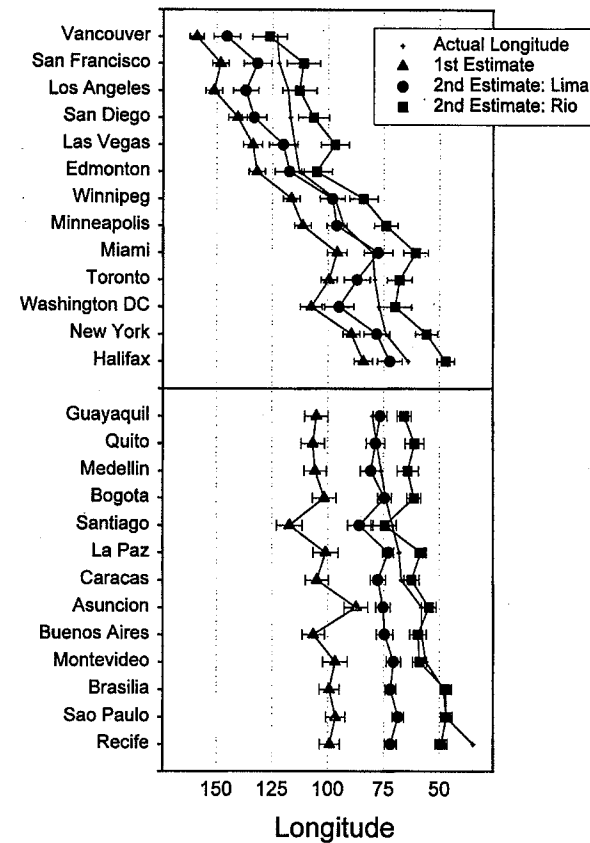 Vancouver
San Francisco
Los Angeles
San Diego
Las Vegas
Edmonton
Winnipeg
Minneapolis
Miami
Toronto
Washington DC
New York
Halifax
Actual Longitude
1st Estimate
2nd Estimate: Lima
2nd Estimate: Rio
Guayaquil
Quito
Medellin
Bogota
Santiago
La Paz
Caracas
Asuncion
Buenos Aires
Montevideo
Brasilia
Sao Paulo
Recife
150 125 100 75 50
Longitude